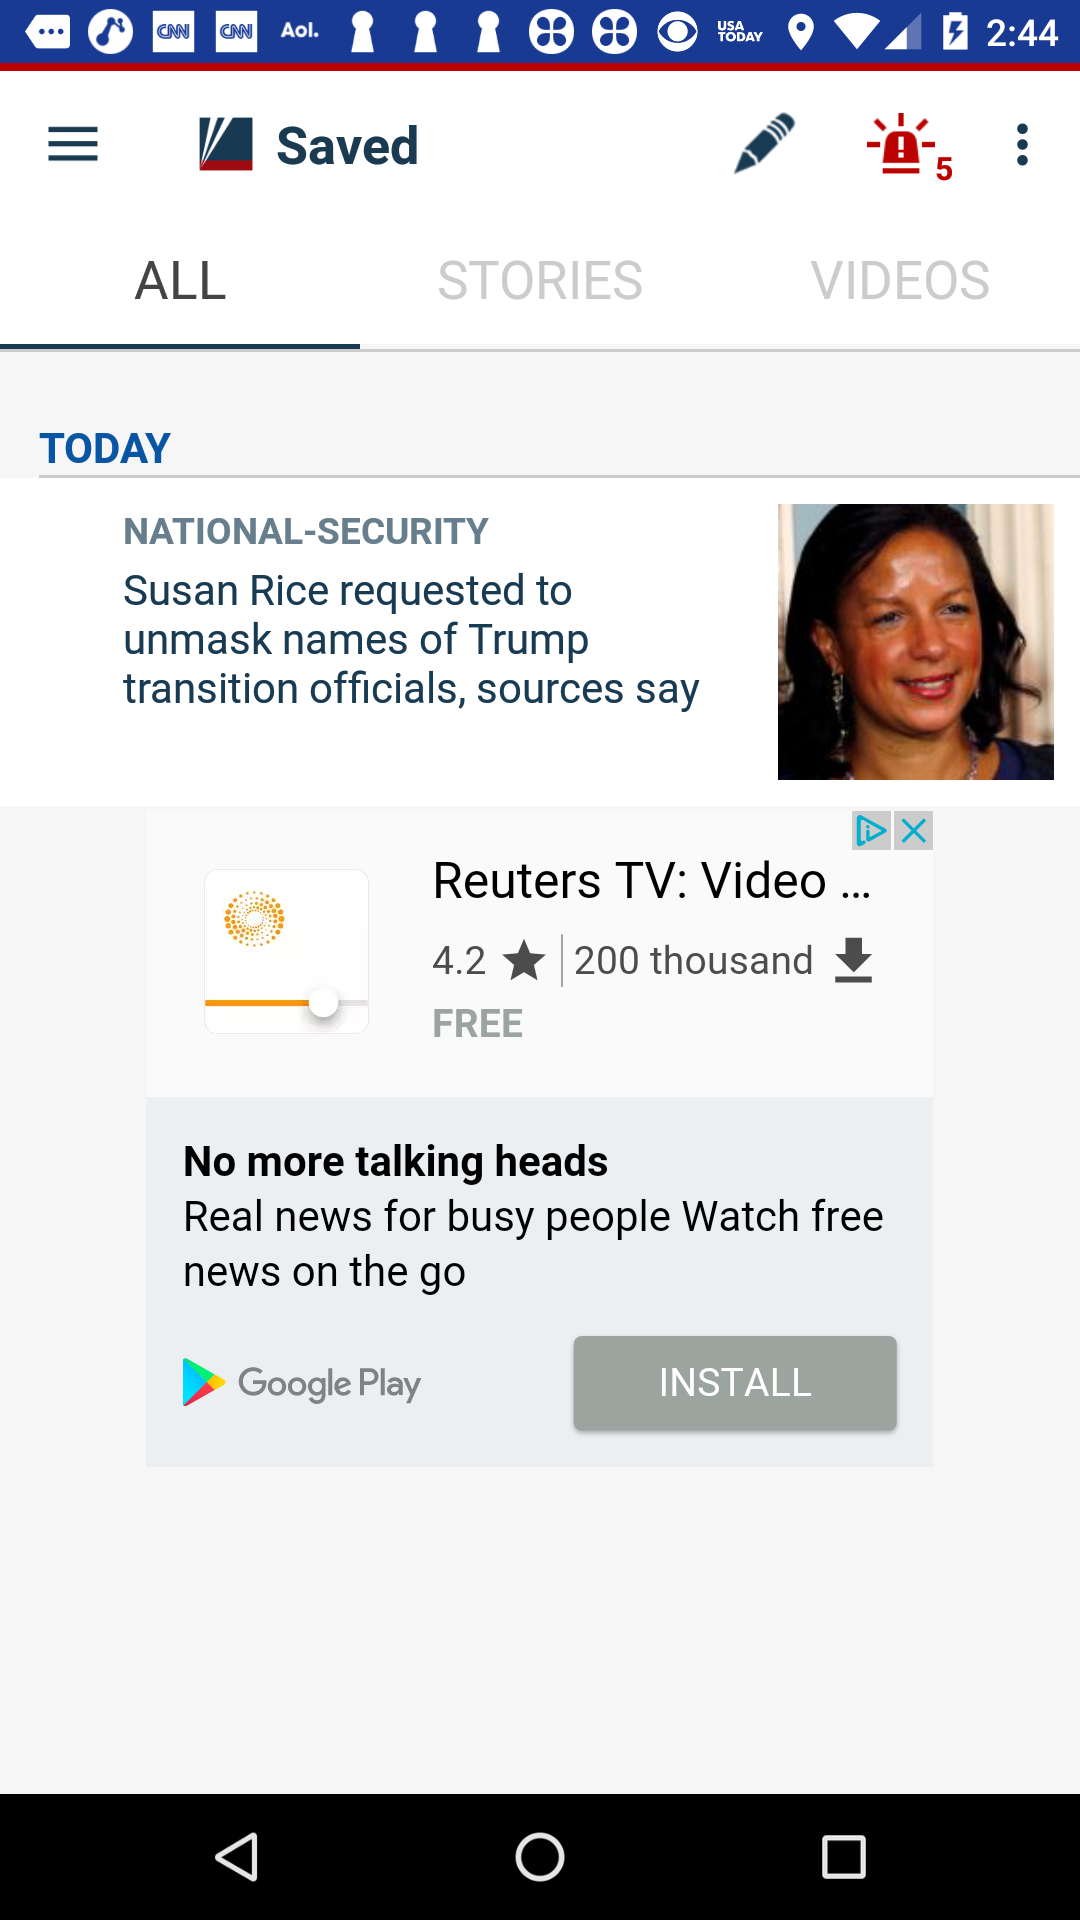 CNN CNN Aol. USA TODAY 2:44
Saved 5
ALL STORIES VIDEOS
TODAY
NATIONAL-SECURITY
Susan Rice requested to
unmask names of Trump
transition officials, sources say
Reuters TV: Video ...
4.2 200 thousand
FREE
No more talking heads
Real news for busy people Watch free
news on the go
Google Play INSTALL